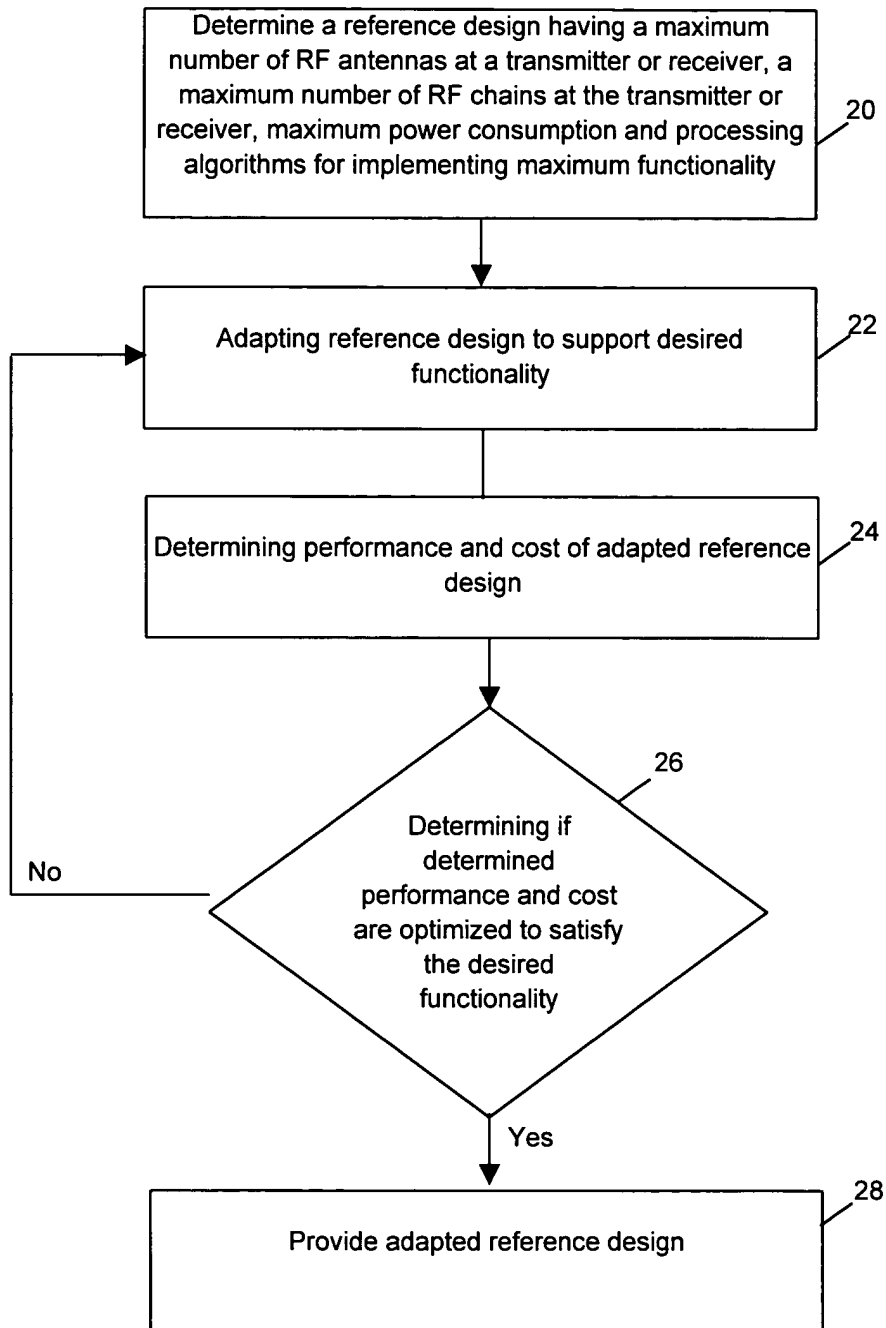 Determine a reference design having a maximum
number of RF antennas at a transmitter or receiver, a
maximum number of RF chains at the transmitter or
receiver, maximum power consumption and processing
algorithms for implementing maximum functionality
20
Adapting reference design to support desired
functionality
22
Determining performance and cost of adapted reference
design
24
26
Determining if
determined
performance and cost
are optimized to satisfy
the desired
functionality
No
Yes
Provide adapted reference design
28